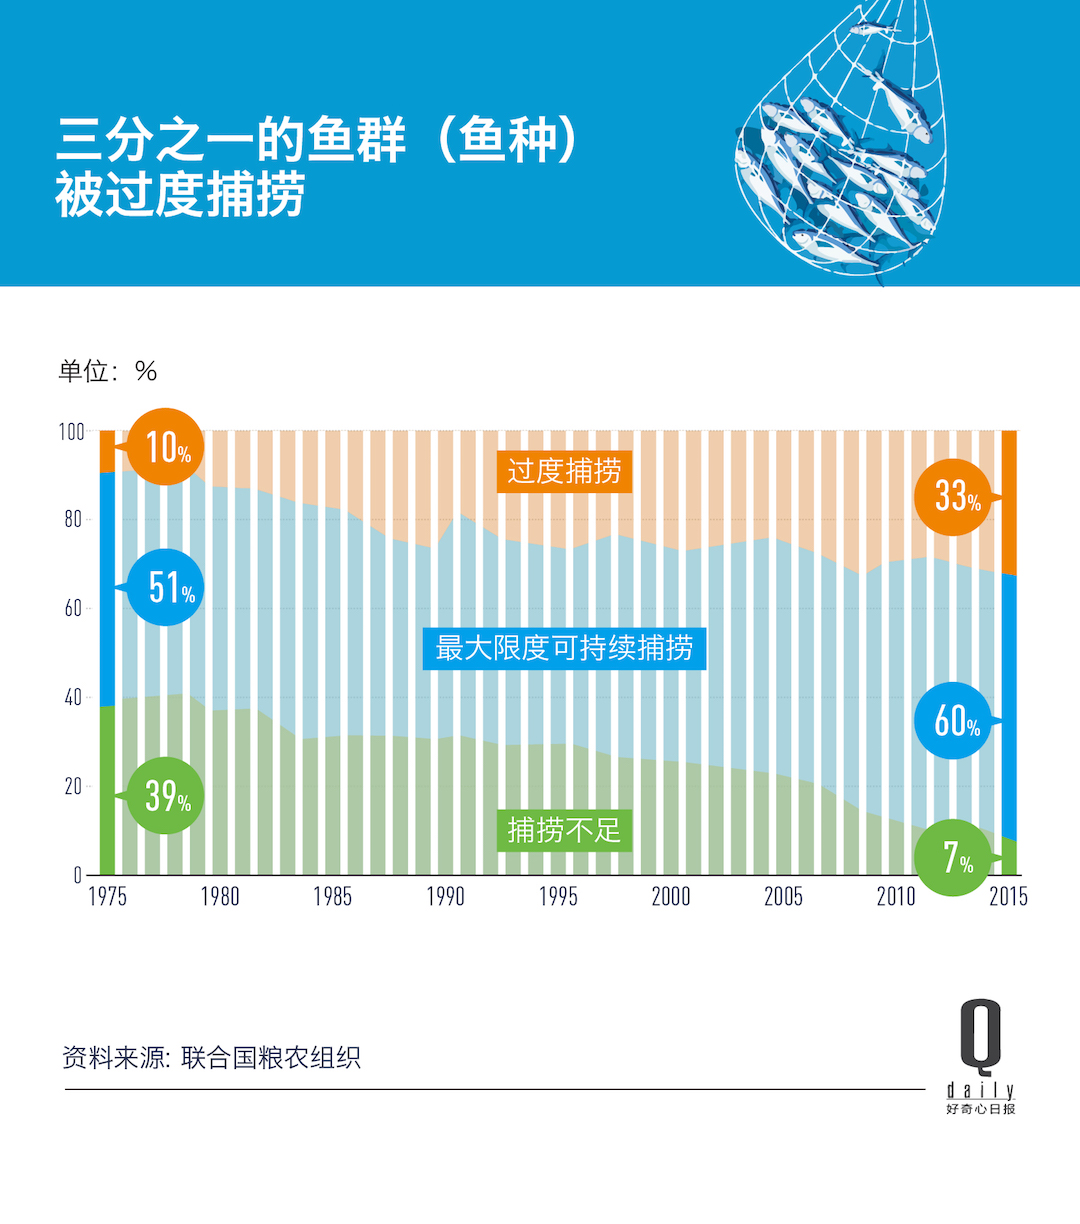 三分之一的鱼群（鱼种）
被过度捕捞
单位：%
100
80
60
40
20
0
10%
51%
39%
过度捕捞
最大限度可持续捕捞
捕捞不足
33%
60%
7%
1975 1980 1985 1990 1995 2000 2005 2010 2015
资料来源: 联合国粮农组织
Q
daily
好奇心日报